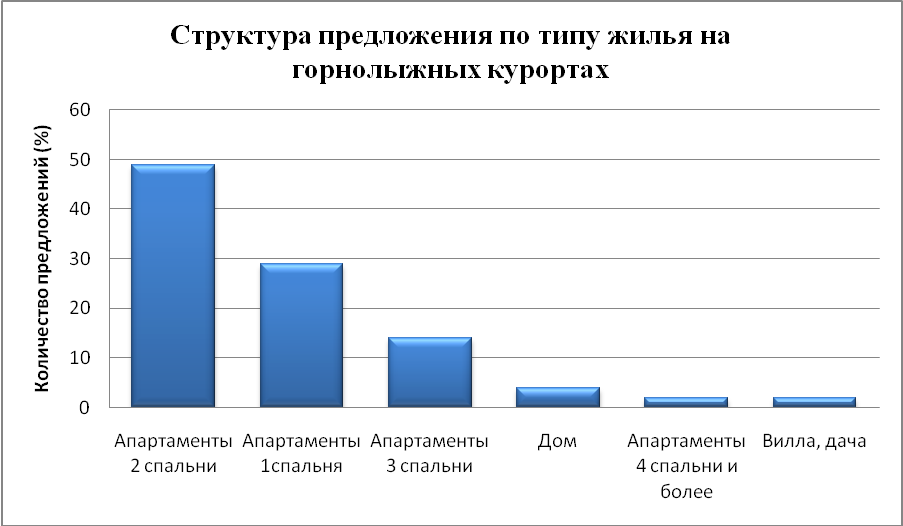 Структура предложения по типу жилья на
горнолыжных курортах
Количество предложений (%)
60
50
40
30
20
10
0
Апартаменты
2 спальни
Апартаменты
1спальня
Апартаменты
3 спальни
Дом
Апартаменты
4 спальни и
более
Вилла, дача